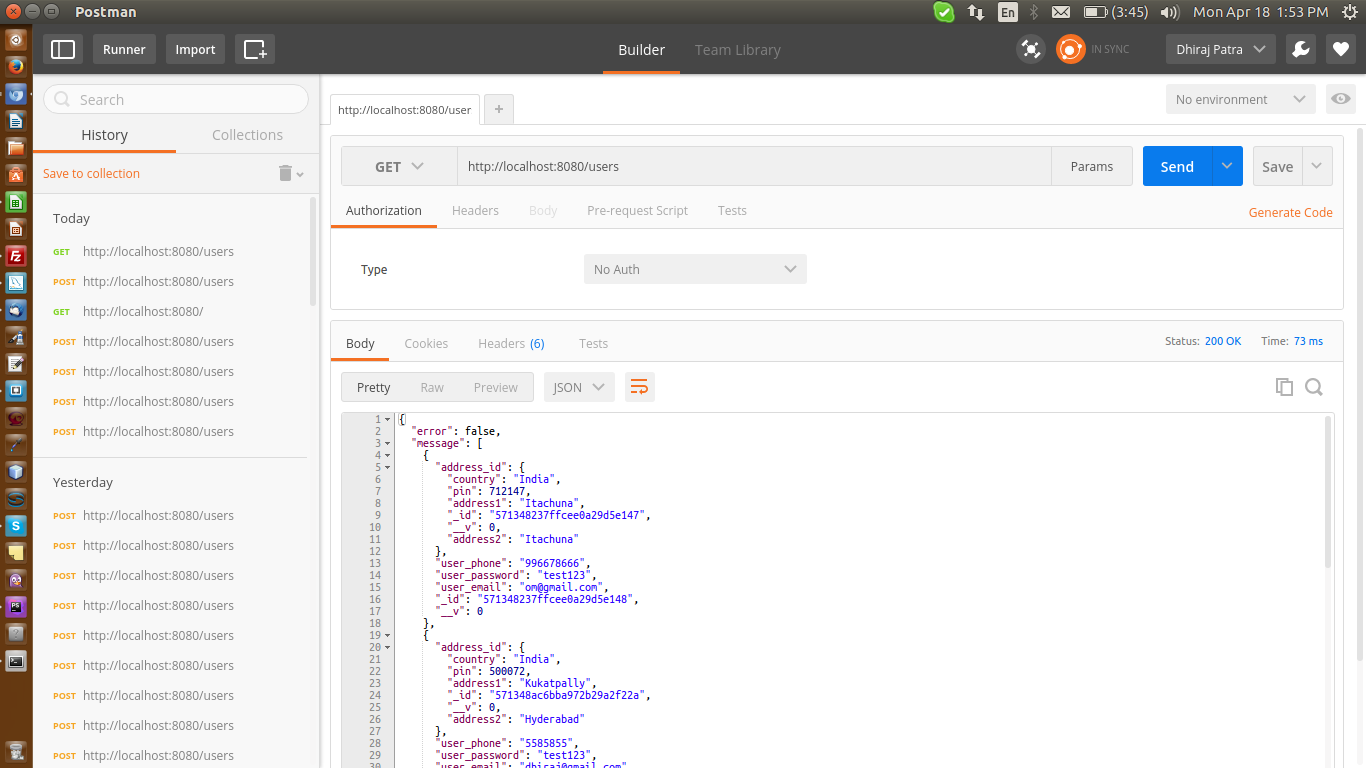 Postman
En
(3:45)
Mon Apr 18 1:53 PM
Runner
Import
Builder
Team Library
IN SYNC
Dhiraj Patra
Search
History
Collections
Save to collection
Today
GET http://localhost:8080/users
POST http://localhost:8080/users
GET http://localhost:8080/
POST http://localhost:8080/users
POST http://localhost:8080/users
POST http://localhost:8080/users
POST http://localhost:8080/users
Yesterday
POST http://localhost:8080/users
POST http://localhost:8080/users
POST http://localhost:8080/users
POST http://localhost:8080/users
POST http://localhost:8080/users
POST http://localhost:8080/users
POST http://localhost:8080/users
POST http://localhost:8080/users
POST http://localhost:8080/users
http://localhost:8080/user
+
No environment
GET
http://localhost:8080/users
Params
Send
Save
Authorization
Headers
Body
Pre-request Script
Tests
Generate Code
Type
No Auth
Body
Cookies
Headers (6)
Tests
Status: 200 OK
Time: 73 ms
Pretty
Raw
Preview
JSON
1 {
2 "error": false,
3 "message": [
4 {
5 "address_id": {
6 "country": "India",
7 "pin": 712147,
8 "address1": "Itachuna",
9 "_id": "571348237ffcee0a29d5e147",
10 "__v": 0,
11 "address2": "Itachuna"
12 },
13 "user_phone": "996678666",
14 "user_password": "test123",
15 "user_email": "om@gmail.com",
16 "_id": "571348237ffcee0a29d5e148",
17 "__v": 0
18 },
19 {
20 "address_id": {
21 "country": "India",
22 "pin": 500072,
23 "address1": "Kukatpally",
24 "_id": "571348ac6bba972b29a2f22a",
25 "__v": 0,
26 "address2": "Hyderabad"
27 },
28 "user_phone": "5585855",
29 "user_password": "test123",
30 "user_email": "dhiraj@gmail.com"